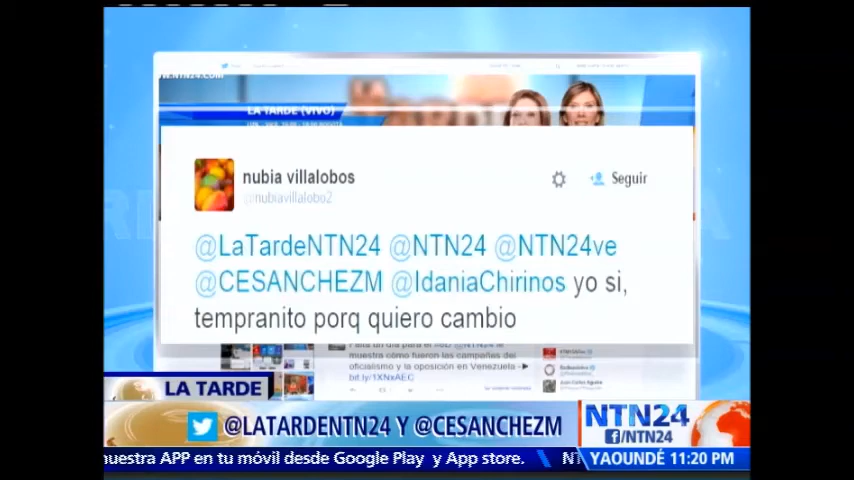 WWW.NTN24.COM
LA TARDE (VIVO)
nubia villalobos
@nubiavillalobo2
Seguir
@LaTardeNTN24 @NTN24 @NTN24ve
@CESANCHEZM @IdaniaChirinos yo si,
tempranito porq quiero cambio
muestra cómo fueron las campañas del
oficialismo y la oposición en Venezuela
bit.ly/1XNxAEC
LA TARDE
@LATARDENTN24 Y @CESANCHEZM
NTN24
/NTN24
nuestra APP en tu móvil desde Google Play y App store.
YAOUNDÉ 11:20 PM